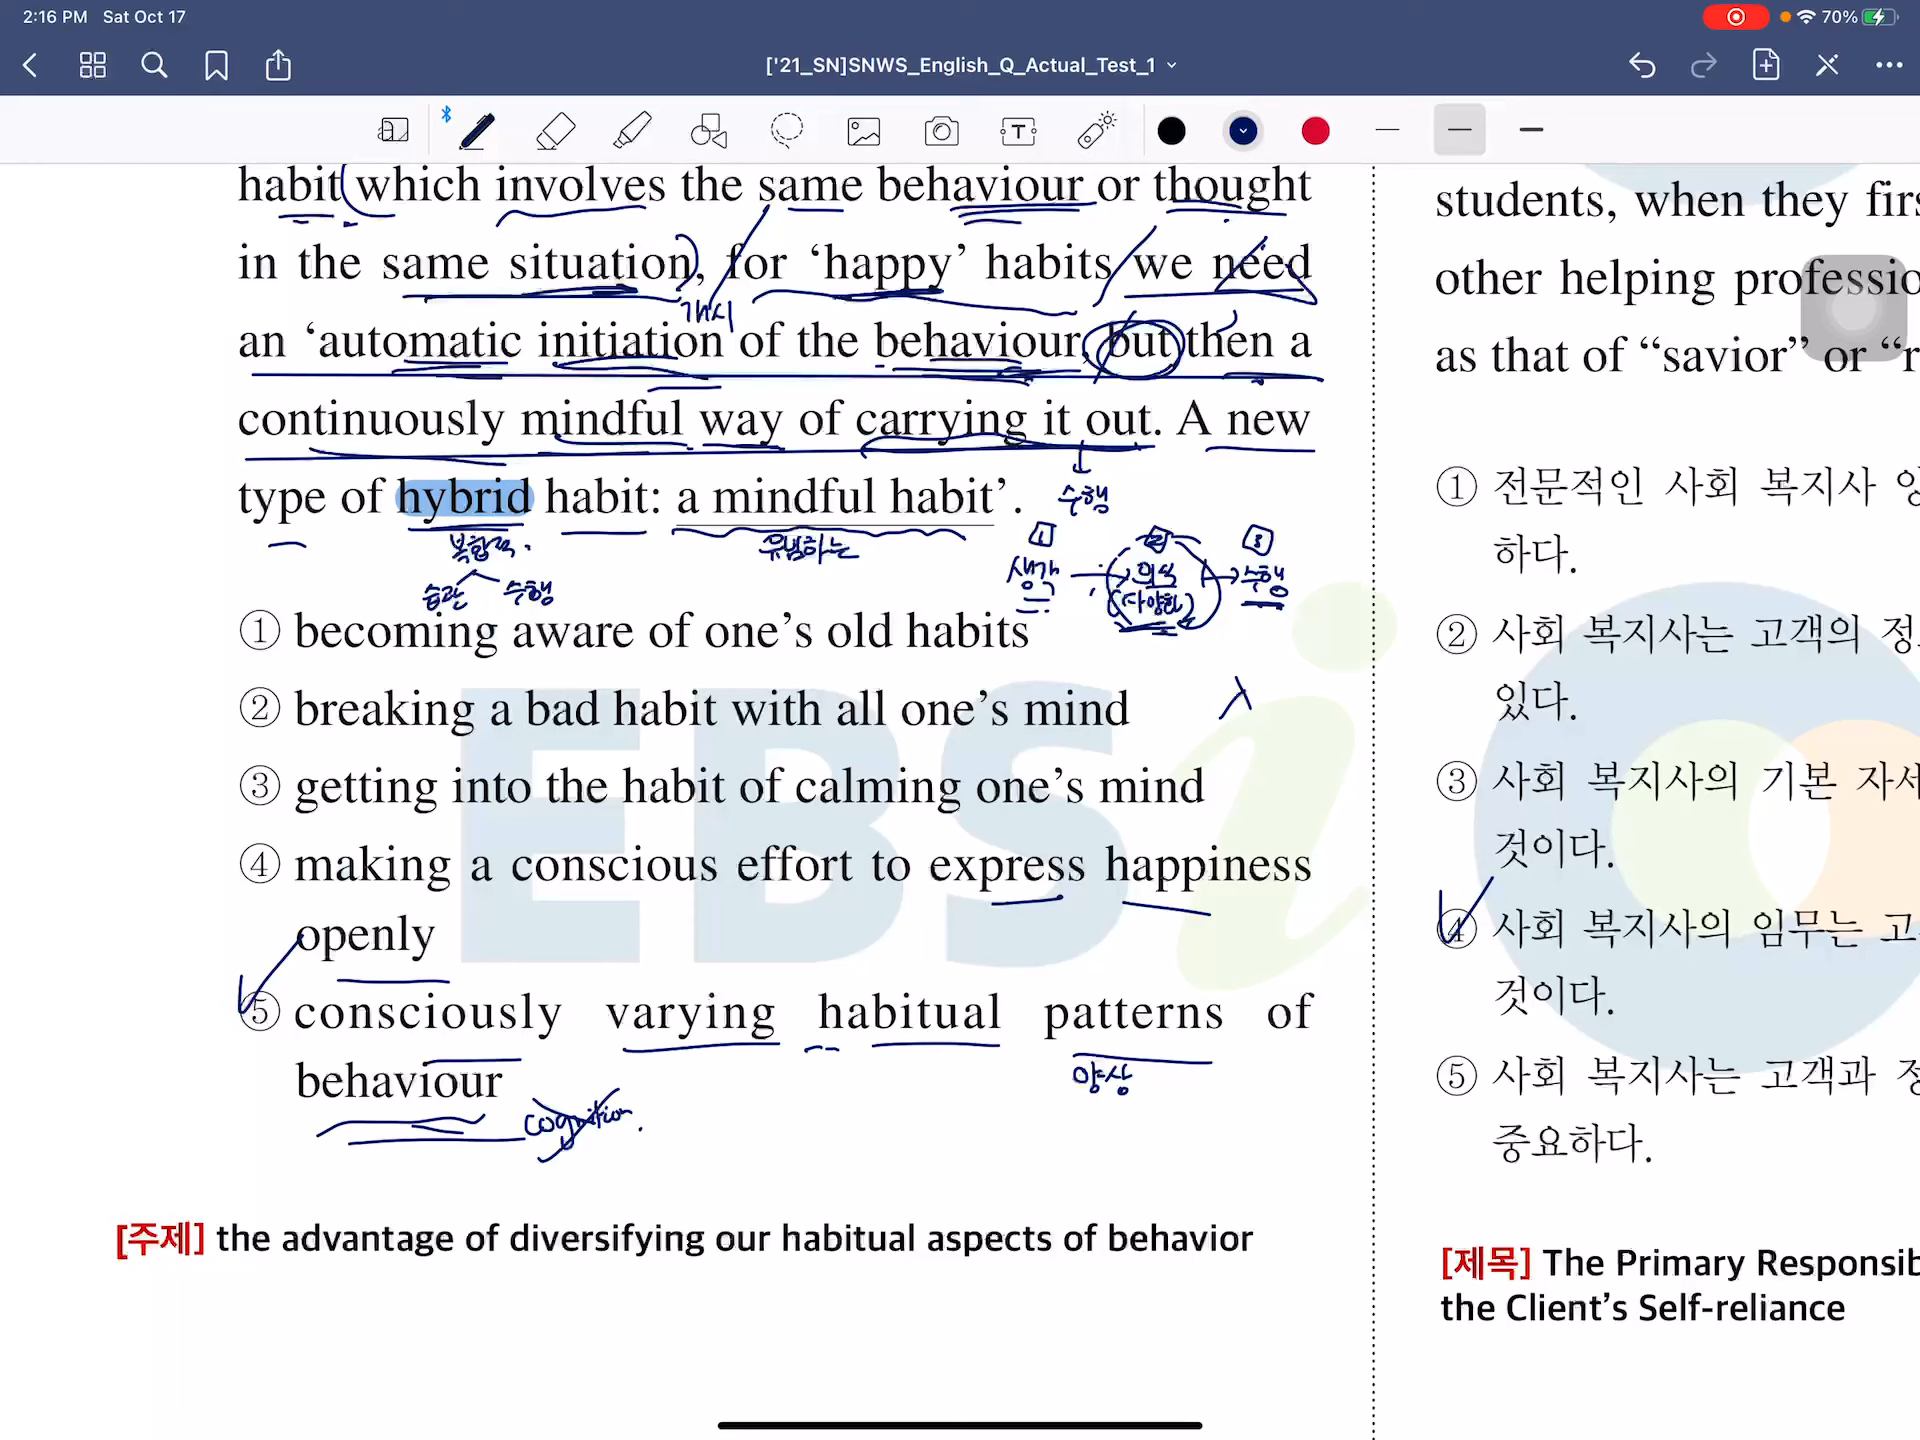 2:16 PM Sat Oct 17
70%
['21_SN]SNWS_English_Q_Actual_Test_1
habit which involves the same behaviour or thought
in the same situation, for ‘happy’ habits we need
개시
an ‘automatic initiation of the behaviour, but then a
continuously mindful way of carrying it out. A new
type of hybrid habit: a mindful habit’.
수행
복합적.
유념하는
습관 수행
1 2 3
생각 의식 수행
(다양한)
① becoming aware of one’s old habits
② breaking a bad habit with all one’s mind
③ getting into the habit of calming one’s mind
④ making a conscious effort to express happiness
openly
⑤ consciously varying habitual patterns of
behaviour
양상
cognition.
EBSi
[주제] the advantage of diversifying our habitual aspects of behavior
students, when they firs
other helping professio
as that of “savior” or “r
① 전문적인 사회 복지사 양
하다.
② 사회 복지사는 고객의 정
있다.
③ 사회 복지사의 기본 자세
것이다.
④ 사회 복지사의 임무는 고
것이다.
⑤ 사회 복지사는 고객과 정
중요하다.
[제목] The Primary Responsib
the Client’s Self-reliance